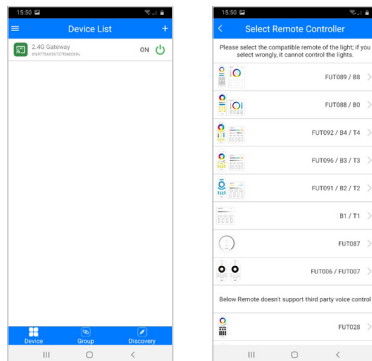 15:50
Device List
+
2.4G Gateway
ON
Device
Group
Discovery
15:50
Select Remote Controller
Please select the compatible remote of the light; if you
select wrongly, it cannot control the lights.
FUT089 / B8
FUT088 / B0
FUT092 / B4 / T4
FUT096 / B3 / T3
FUT091 / B2 / T2
B1 / T1
FUT087
FUT006 / FUT007
Below Remote doesn't support third party voice control
FUT028